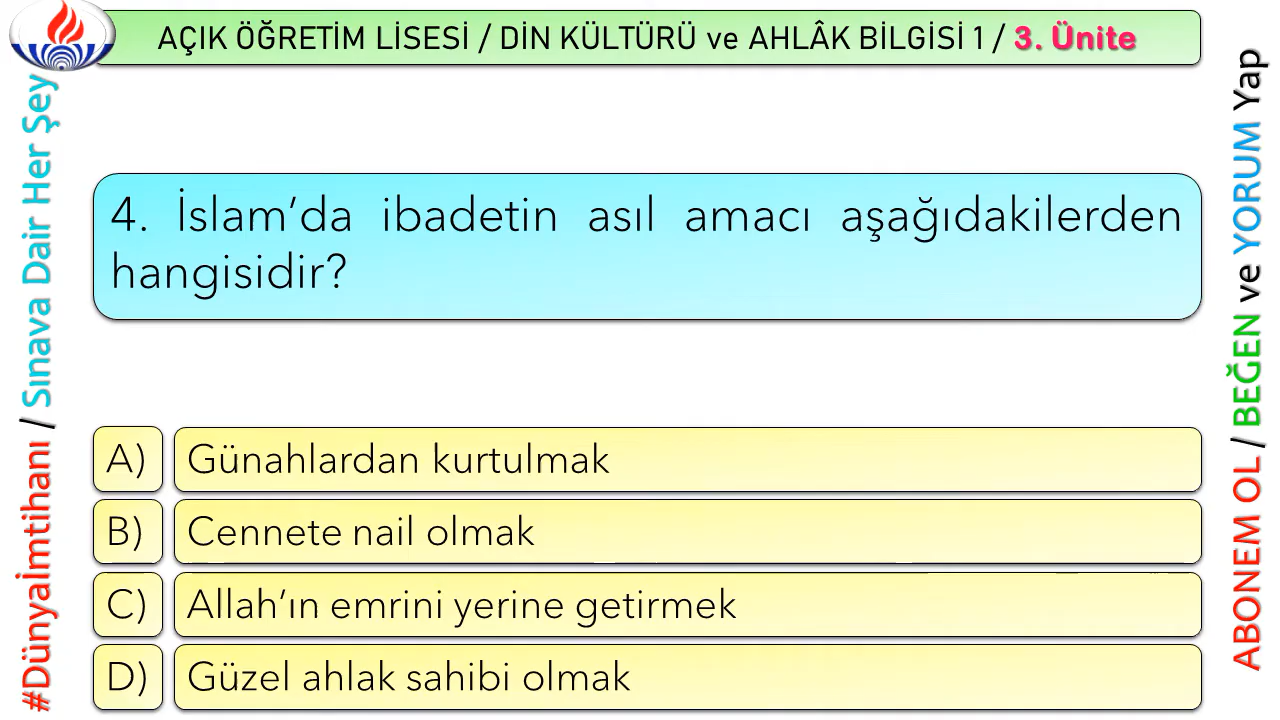 AÇIK ÖĞRETİM LİSESİ / DİN KÜLTÜRÜ ve AHLÂK BİLGİSİ 1 / 3. Ünite
#Dünyaİmtihanı / Sınava Dair Her Şey
4. İslam’da ibadetin asıl amacı aşağıdakilerden
hangisidir?
A) Günahlardan kurtulmak
B) Cennete nail olmak
C) Allah’ın emrini yerine getirmek
D) Güzel ahlak sahibi olmak
ABONEM OL / BEĞEN ve YORUM Yap